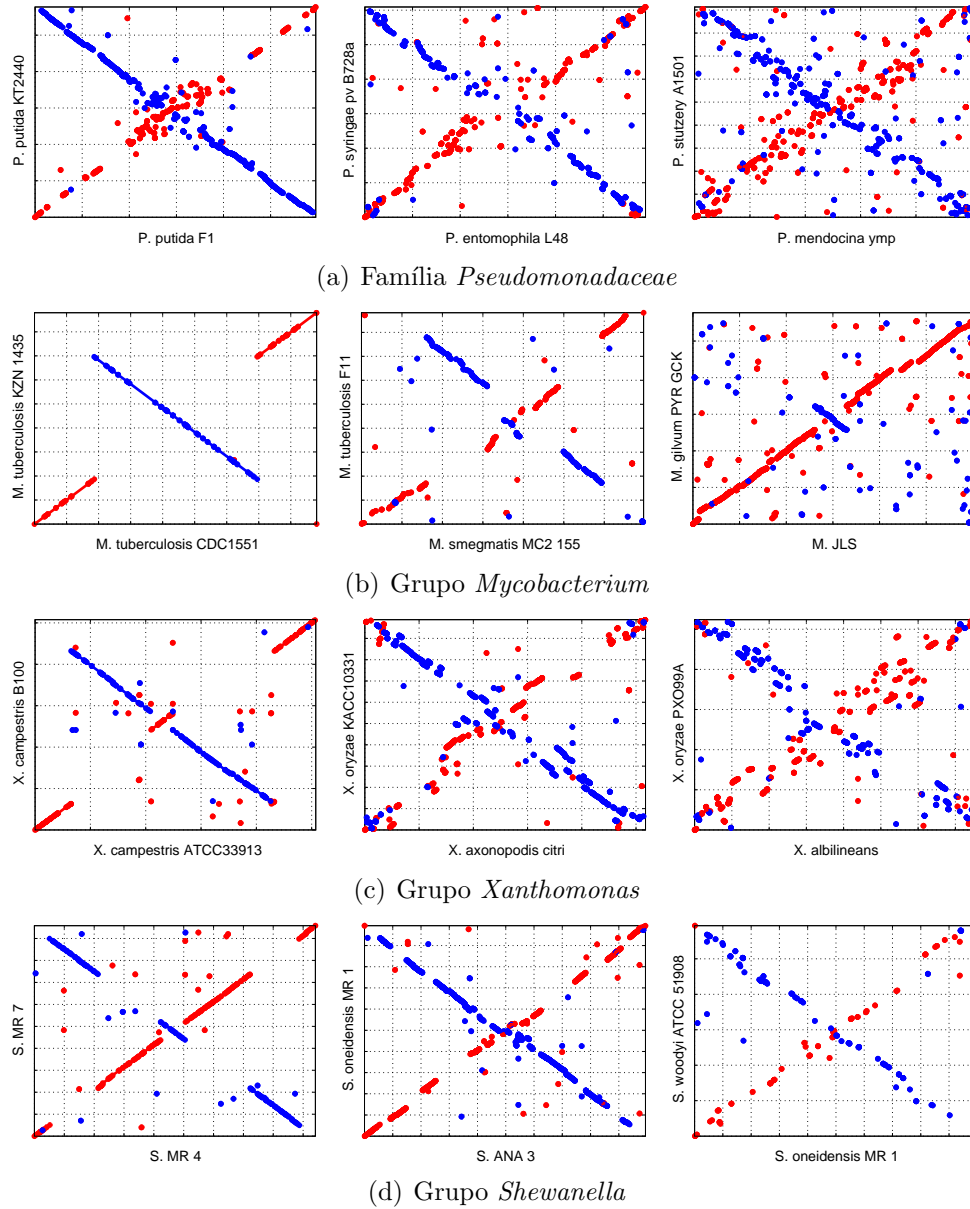 P. putida KT2440
P. putida F1
P. syringae pv B728a
P. entomophila L48
P. stutzery A1501
P. mendocina ymp
(a) Família Pseudomonadaceae
M. tuberculosis KZN 1435
M. tuberculosis CDC1551
M. tuberculosis F11
M. smegmatis MC2 155
M. gilvum PYR GCK
M. JLS
(b) Grupo Mycobacterium
X. campestris B100
X. campestris ATCC33913
X. oryzae KACC10331
X. axonopodis citri
X. oryzae PXO99A
X. albilineans
(c) Grupo Xanthomonas
S. MR 7
S. MR 4
S. oneidensis MR 1
S. ANA 3
S. woodyi ATCC 51908
S. oneidensis MR 1
(d) Grupo Shewanella